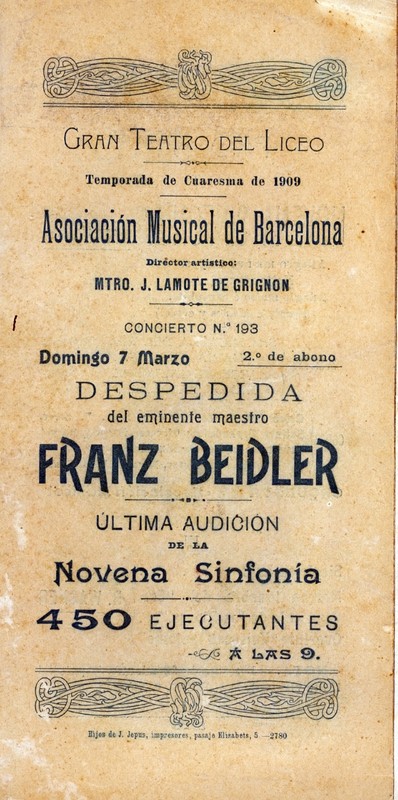 GRAN TEATRO DEL LICEO
Temporada de Cuaresma de 1909
Asociación Musical de Barcelona
Diréctor artístico:
MTRO. J. LAMOTE DE GRIGNON
CONCIERTO N.º 193
Domingo 7 Marzo 2.º de abono
DESPEDIDA
del eminente maestro
FRANZ BEIDLER
ÚLTIMA AUDICIÓN
DE LA
Novena Sinfonía
450 EJECUTANTES
Á LAS 9.
Hijos de J. Jepus, impresores, pasaje Elisabets, 5.—2780